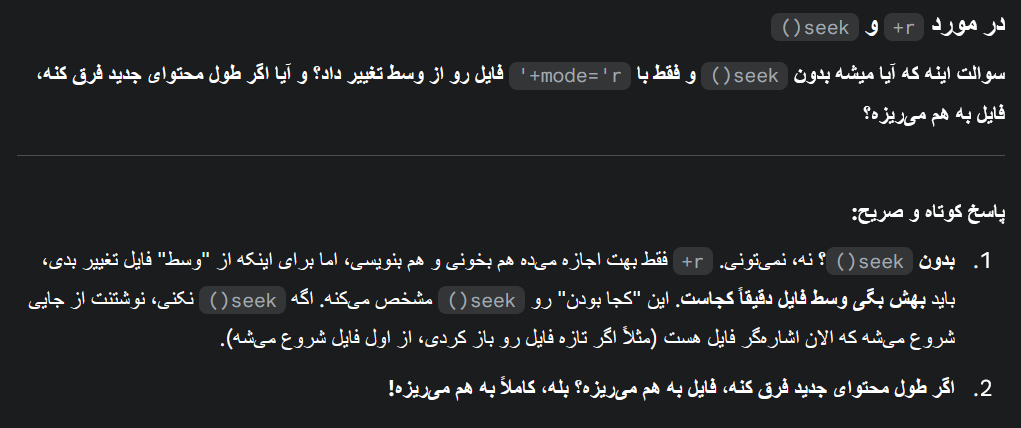 در مورد r+ و seek()
سوالت اینه که آیا میشه بدون seek() و فقط با mode='r+' فایل رو از وسط تغییر داد؟ و آیا اگر طول محتوای جدید فرق کنه،
فایل به هم می‌ریزه؟
پاسخ کوتاه و صریح:
1. بدون seek()؟ نه، نمی‌تونی. r+ فقط بهت اجازه می‌ده هم بخونی و هم بنویسی، اما برای اینکه از "وسط" فایل تغییر بدی،
باید بهش بگی وسط فایل دقیقاً کجاست. این "کجا بودن" رو seek() مشخص می‌کنه. اگه seek() نکنی، نوشتنت از جایی
شروع می‌شه که الان اشاره‌گر فایل هست (مثلاً اگر تازه فایل رو باز کردی، از اول فایل شروع می‌شه).
2. اگر طول محتوای جدید فرق کنه، فایل به هم می‌ریزه؟ بله، کاملاً به هم می‌ریزه!